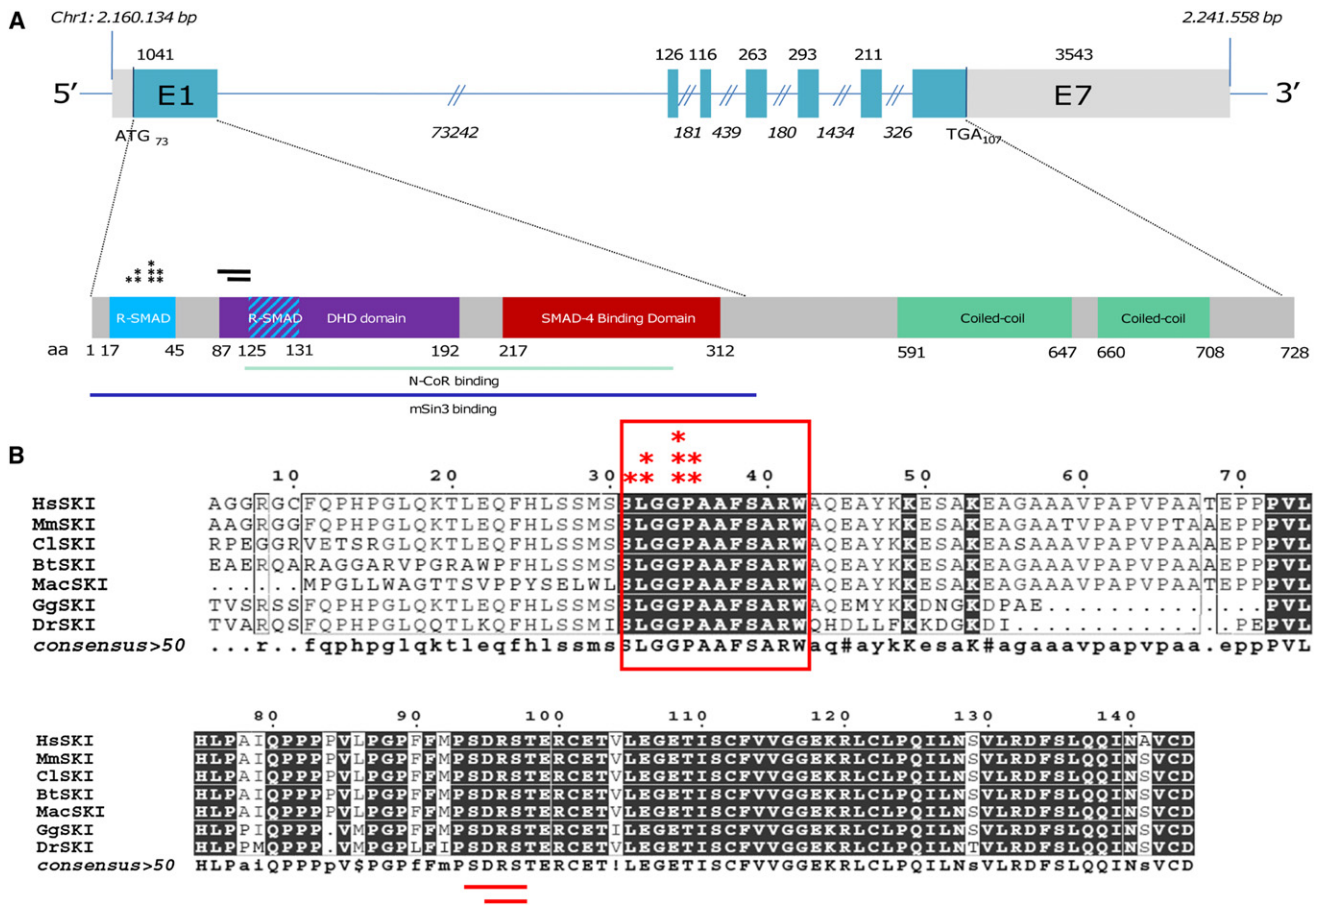 A
Chr1: 2.160.134 bp
2.241.558 bp
1041
126 116 263 293 211 3543
5′ E1 E7 3′
ATG 73
73242
181 439 180 1434 326
TGA107
* * * * * * * *
R-SMAD R-SMAD DHD domain SMAD-4 Binding Domain Coiled-coil Coiled-coil
aa 1 17 45 87 125 131 192 217 312 591 647 660 708 728
N-CoR binding
mSin3 binding
B
* * * * * * * *
10 20 30 40 50 60 70
HsSKI AGGRGCFQPHPGLQKTLEQFHLSSMSSLGGPAAFSARWAQEAYKKESAKEAGAAAVPAPVPAATEPPPVL
MmSKI AAGRGGFQPHPGLQKTLEQFHLSSMSSLGGPAAFSARWAQEAYKKESAKEAGAATVPAPVPTAAEPPPVL
ClSKI RPEGGRVETSRGLQKTLEQFHLSSMSSLGGPAAFSARWAQEAYKKESAKEASAAAVPAPVPAAAEPPPVL
BtSKI EAERQARAGGARVPGRAWPFHLSSMSSLGGPAAFSARWAQEAYKKESAKEAGAAAVPAPVPAAAEPPPVL
MacSKI ......MPGLLWAGTTSVPPYSELWLSLGGPAAFSARWAQEAYKKESAKEAGAAAVPAPVPAATEPPPVL
GgSKI TVSRSSFQPHPGLQKTLEQFHLSSMSSLGGPAAFSARWAQEMYKKDNGKDPAE..............PVL
DrSKI TVARQSFQPHPGLQKTLKQFHLSSMISLGGPAAFSARWAQHDLLFKKDGKDI.............PEPVL
consensus>50 ...r..fqphpglqktleqfhlssmsSLGGPAAFSARWaq#aykKesaK#agaaavpapvpaa.eppPVL
80 90 100 110 120 130 140
HsSKI HLPAIQPPPPVLPGPFFMPSDRSTERCETVLEGETISCFVVGGEKRLCLPQILNSVLRDFSLQQINAVCD
MmSKI HLPAIQPPPPVLPGPFFMPSDRSTERCETVLEGETISCFVVGGEKRLCLPQILNSVLRDFSLQQINSVCD
ClSKI HLPAIQPPPPVLPGPFFMPSDRSTERCETVLEGETISCFVVGGEKRLCLPQILNSVLRDFSLQQINSVCD
BtSKI HLPAIQPPPPVLPGPFFMPSDRSTERCETVLEGETISCFVVGGEKRLCLPQILNSVLRDFSLQQINSVCD
MacSKI HLPAIQPPPPVLPGPFFMPSDRSTERCETVLEGETISCFVVGGEKRLCLPQILNSVLRDFSLQQINSVCD
GgSKI HLPPIQPPP.VMPGPFFMPSDRSTERCETILEGETISCFVVGGEKRLCLPQILNSVLRDFSLQQINSVCD
DrSKI HLPPMQPPP.VMPGPLFIPSDRSTERCETVLEGETISCFVVGGEKRLCLPQILNTVLRDFSLQQINSVCD
consensus>50 HLPaiQPPPpV$PGPfFmPSDRSTERCET!LEGETISCFVVGGEKRLCLPQILNsVLRDFSLQQINsVCD